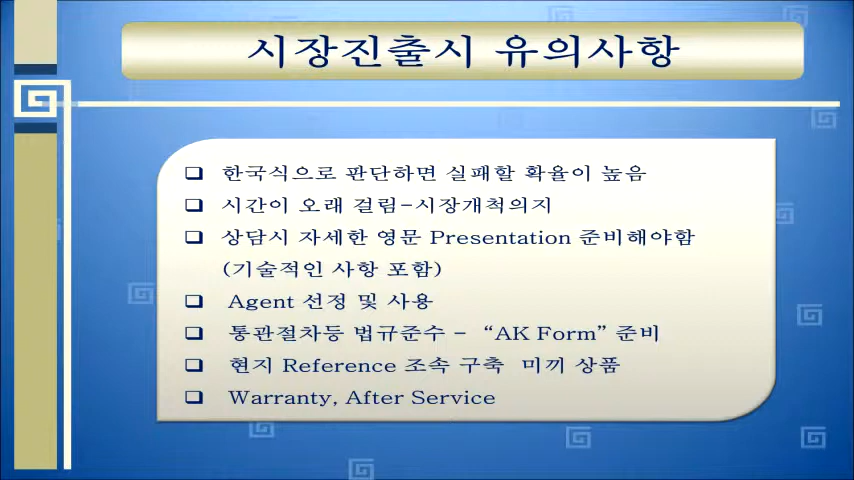 시장진출시 유의사항
❑ 한국식으로 판단하면 실패할 확율이 높음
❑ 시간이 오래 걸림-시장개척의지
❑ 상담시 자세한 영문 Presentation 준비해야함
(기술적인 사항 포함)
❑ Agent 선정 및 사용
❑ 통관절차등 법규준수 - “AK Form” 준비
❑ 현지 Reference 조속 구축 미끼 상품
❑ Warranty, After Service